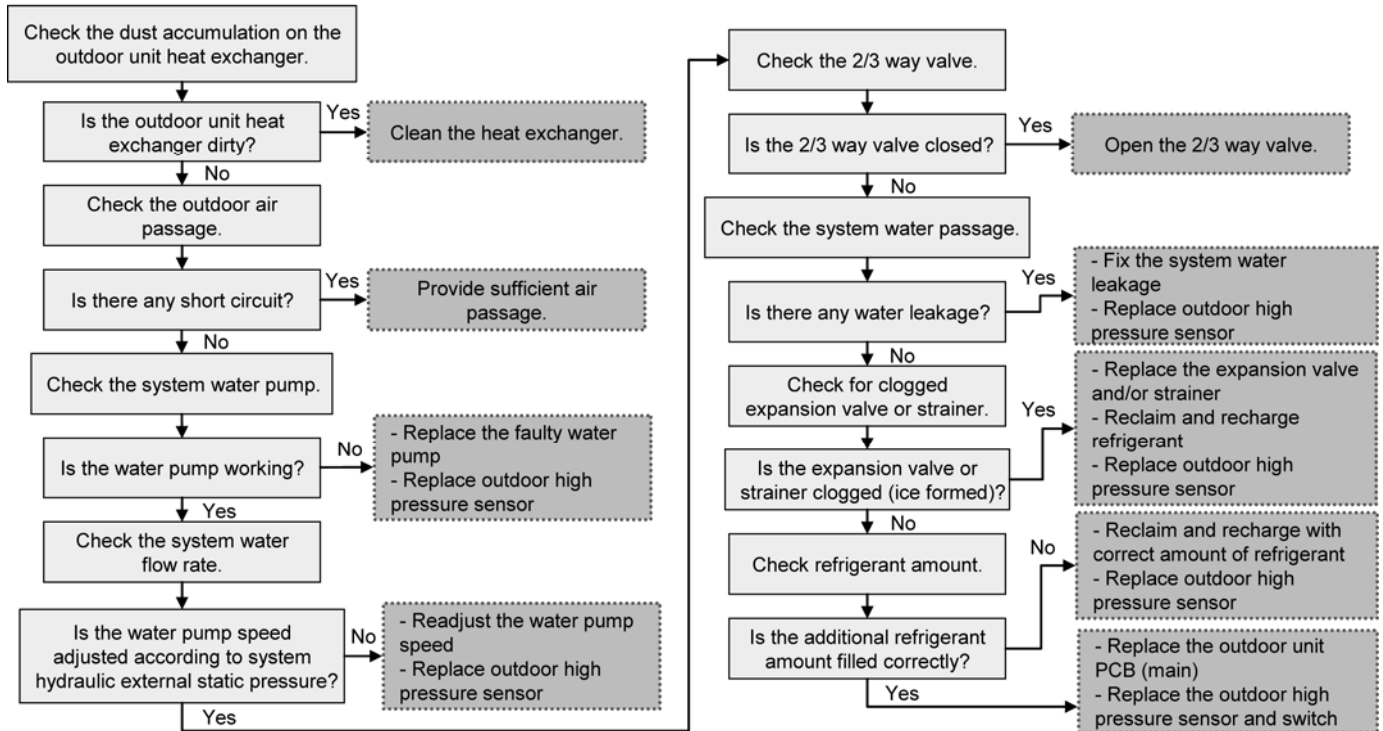 Check the dust accumulation on the
outdoor unit heat exchanger.
Is the outdoor unit heat
exchanger dirty?
Yes
Clean the heat exchanger.
No
Check the outdoor air
passage.
Is there any short circuit?
Yes
Provide sufficient air
passage.
No
Check the system water pump.
Is the water pump working?
No
- Replace the faulty water
pump
- Replace outdoor high
pressure sensor
Yes
Check the system water
flow rate.
Is the water pump speed
adjusted according to system
hydraulic external static pressure?
No
- Readjust the water pump
speed
- Replace outdoor high
pressure sensor
Yes
Check the 2/3 way valve.
Is the 2/3 way valve closed?
Yes
Open the 2/3 way valve.
No
Check the system water passage.
Is there any water leakage?
Yes
- Fix the system water
leakage
- Replace outdoor high
pressure sensor
No
Check for clogged
expansion valve or strainer.
Is the expansion valve or
strainer clogged (ice formed)?
Yes
- Replace the expansion valve
and/or strainer
- Reclaim and recharge
refrigerant
- Replace outdoor high
pressure sensor
No
Check refrigerant amount.
Is the additional refrigerant
amount filled correctly?
No
- Reclaim and recharge with
correct amount of refrigerant
- Replace outdoor high
pressure sensor
Yes
- Replace the outdoor unit
PCB (main)
- Replace the outdoor high
pressure sensor and switch